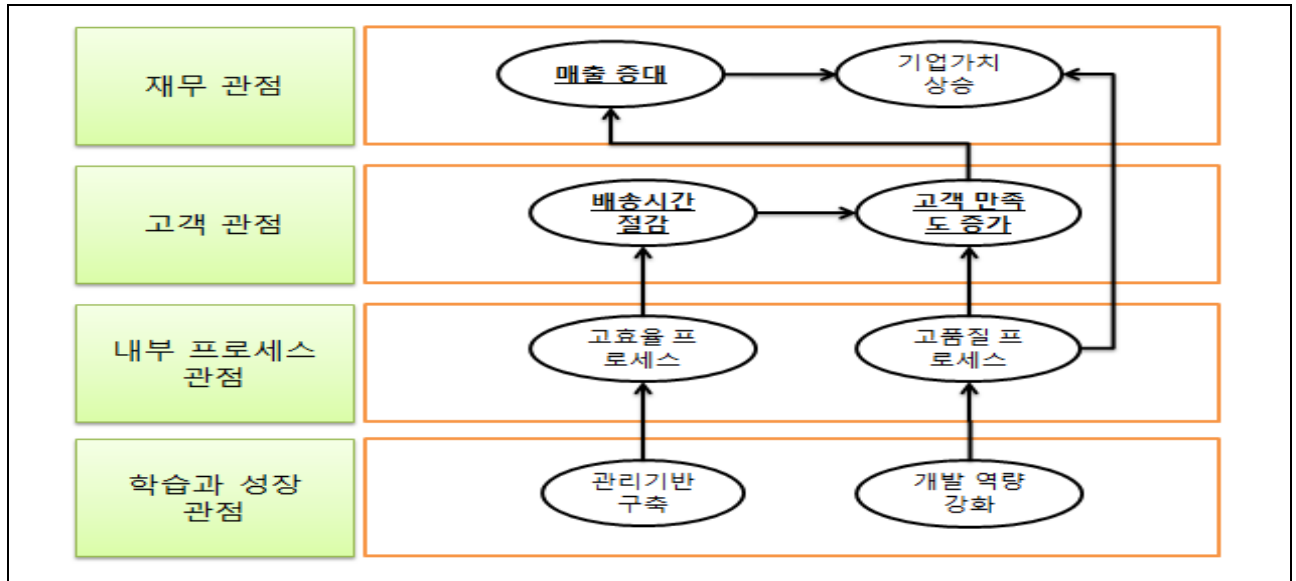 재무 관점
매출 증대
기업가치
상승
고객 관점
배송시간
절감
고객 만족
도 증가
내부 프로세스
관점
고효율 프
로세스
고품질 프
로세스
학습과 성장
관점
관리기반
구축
개발 역량
강화